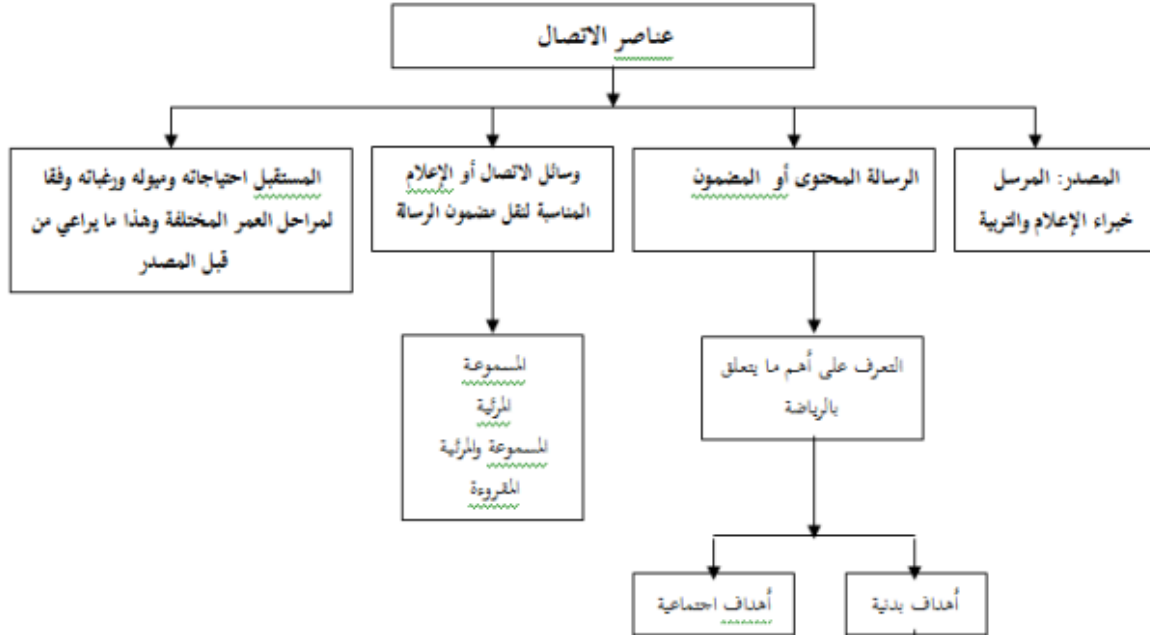 عناصر الاتصال
المصدر: المرسل
خبراء الإعلام والتربية
الرسالة المحتوى أو المضمون
وسائل الاتصال أو الإعلام
المناسبة لنقل مضمون الرسالة
المستقبل احتياجاته وميوله ورغباته وفقا
لمراحل العمر المختلفة وهذا ما يراعي من
قبل المصدر
التعرف على أهم ما يتعلق
بالرياضة
المسموعة
المرئية
المسموعة والمرئية
المقروءة
أهداف بدنية
أهداف اجتماعية